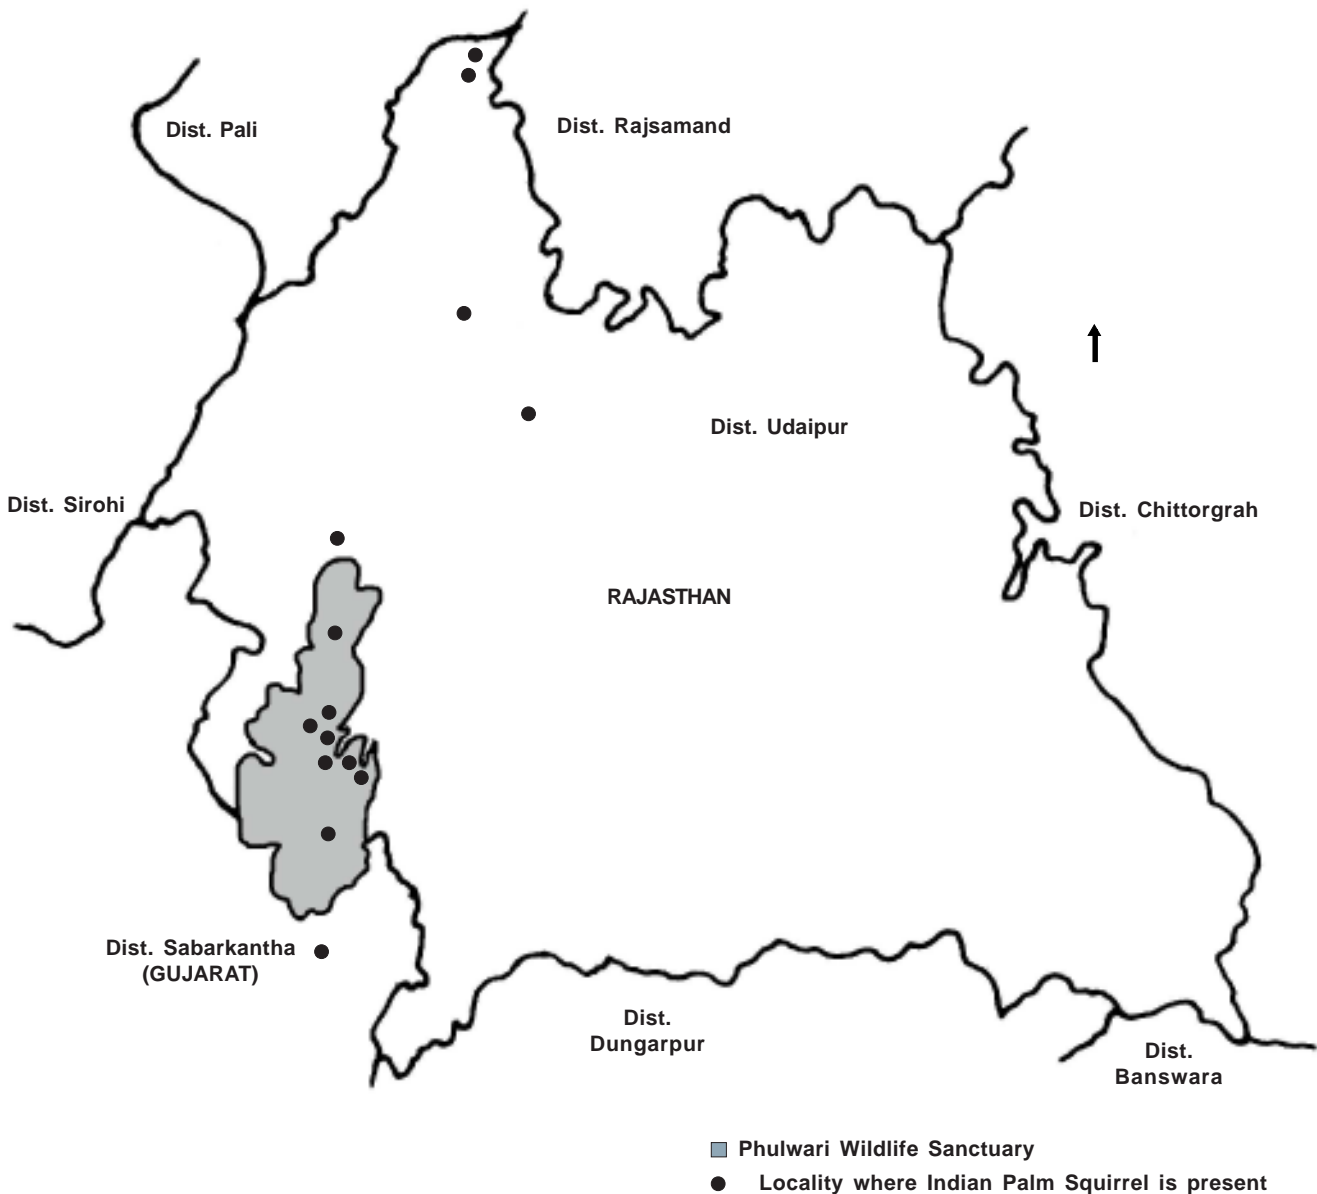 Dist. Pali
Dist. Rajsamand
Dist. Udaipur
Dist. Sirohi
Dist. Chittorgrah
RAJASTHAN
Dist. Sabarkantha
(GUJARAT)
Dist.
Dungarpur
Dist.
Banswara
Phulwari Wildlife Sanctuary
Locality where Indian Palm Squirrel is present